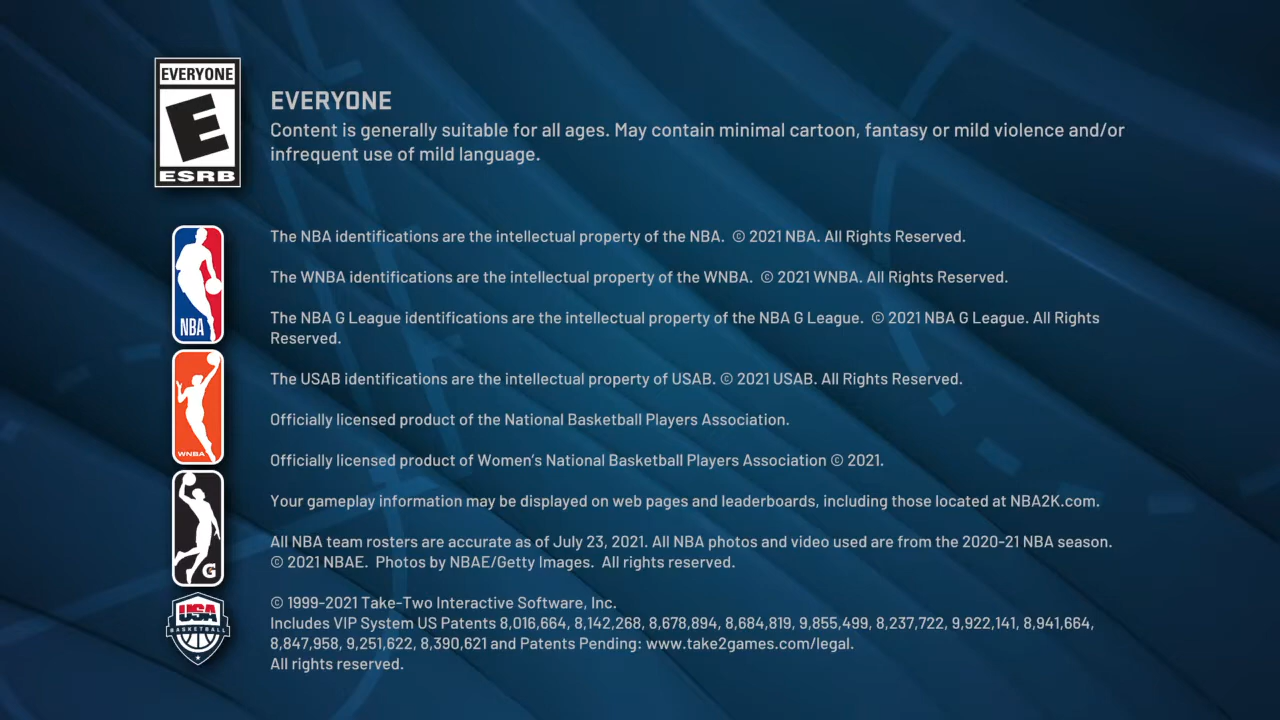 EVERYONE
E
ESRB
EVERYONE
Content is generally suitable for all ages. May contain minimal cartoon, fantasy or mild violence and/or
infrequent use of mild language.
The NBA identifications are the intellectual property of the NBA.  © 2021 NBA. All Rights Reserved.
The WNBA identifications are the intellectual property of the WNBA.  © 2021 WNBA. All Rights Reserved.
The NBA G League identifications are the intellectual property of the NBA G League.  © 2021 NBA G League. All Rights
Reserved.
The USAB identifications are the intellectual property of USAB. © 2021 USAB. All Rights Reserved.
Officially licensed product of the National Basketball Players Association.
Officially licensed product of Women's National Basketball Players Association © 2021.
Your gameplay information may be displayed on web pages and leaderboards, including those located at NBA2K.com.
All NBA team rosters are accurate as of July 23, 2021. All NBA photos and video used are from the 2020-21 NBA season.
© 2021 NBAE.  Photos by NBAE/Getty Images.  All rights reserved.
© 1999-2021 Take-Two Interactive Software, Inc.
Includes VIP System US Patents 8,016,664, 8,142,268, 8,678,894, 8,684,819, 9,855,499, 8,237,722, 9,922,141, 8,941,664,
8,847,958, 9,251,622, 8,390,621 and Patents Pending: www.take2games.com/legal.
All rights reserved.
NBA
WNBA
G
USA
BASKETBALL